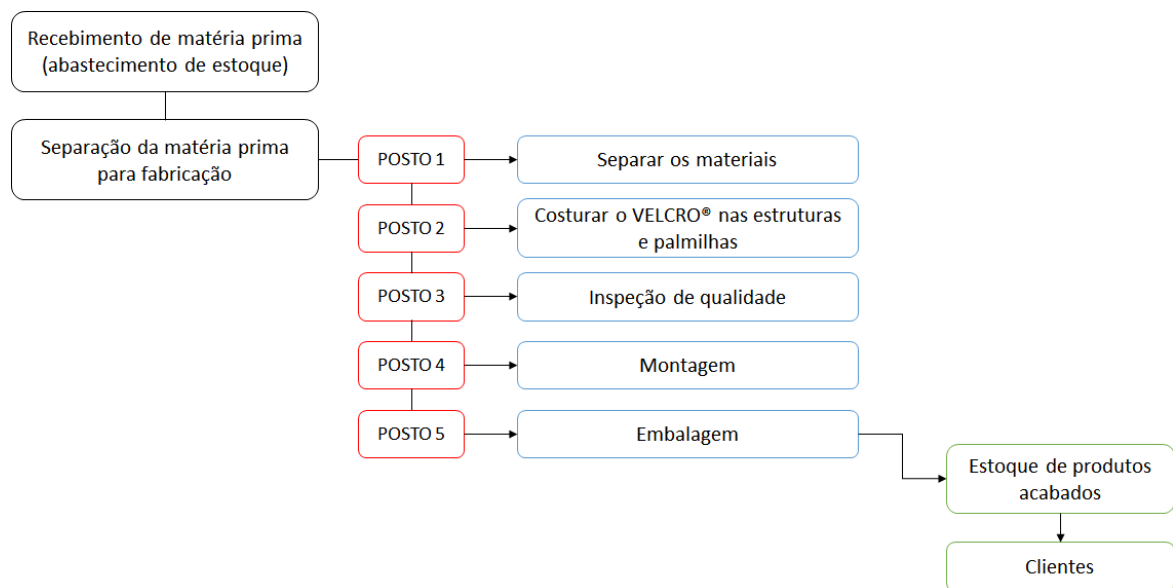 Recebimento de matéria prima
(abastecimento de estoque)
Separação da matéria prima
para fabricação
POSTO 1
Separar os materiais
POSTO 2
Costurar o VELCRO® nas estruturas
e palmilhas
POSTO 3
Inspeção de qualidade
POSTO 4
Montagem
POSTO 5
Embalagem
Estoque de produtos
acabados
Clientes